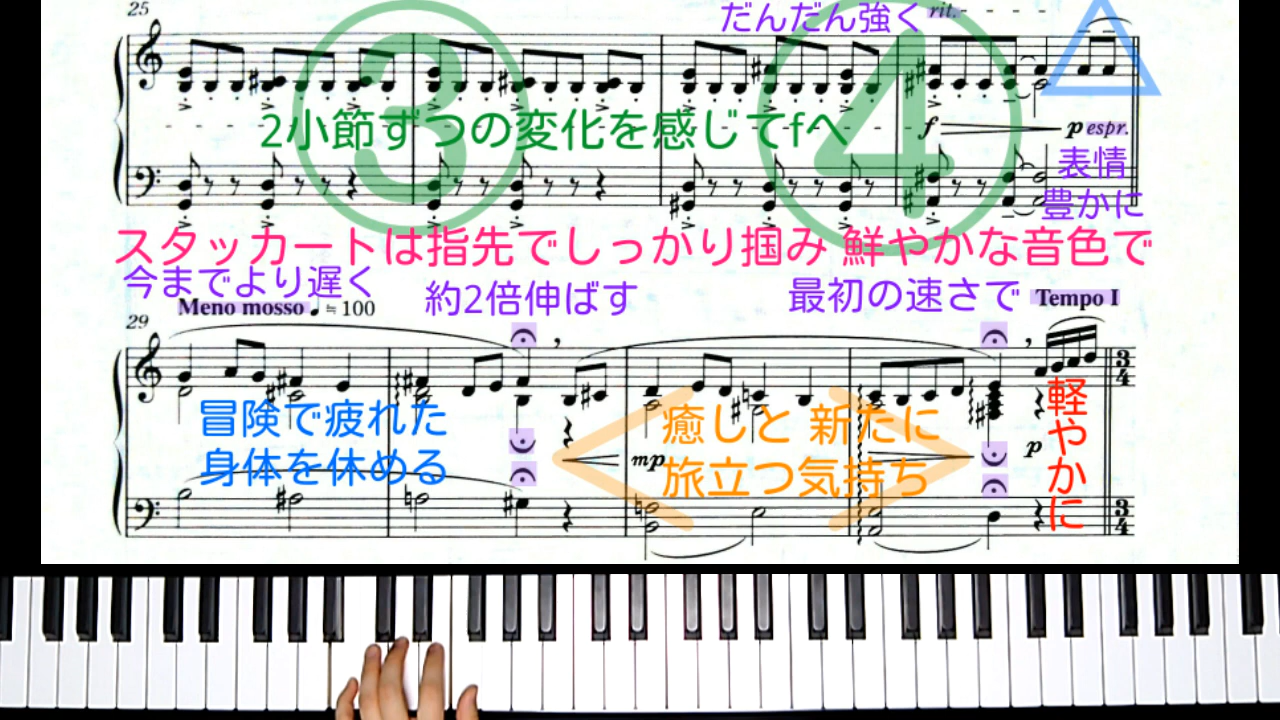 25
だんだん強く rit.
③ ④
2小節ずつの変化を感じてfへ
f p espr.
表情
豊かに
スタッカートは指先でしっかり掴み 鮮やかな音色で
今までより遅く 約2倍伸ばす 最初の速さで
Meno mosso ♩≒100 Tempo I
29
3
4
冒険で疲れた
身体を休める
癒しと 新たに
旅立つ気持ち
mp
p
軽やかに
3
4